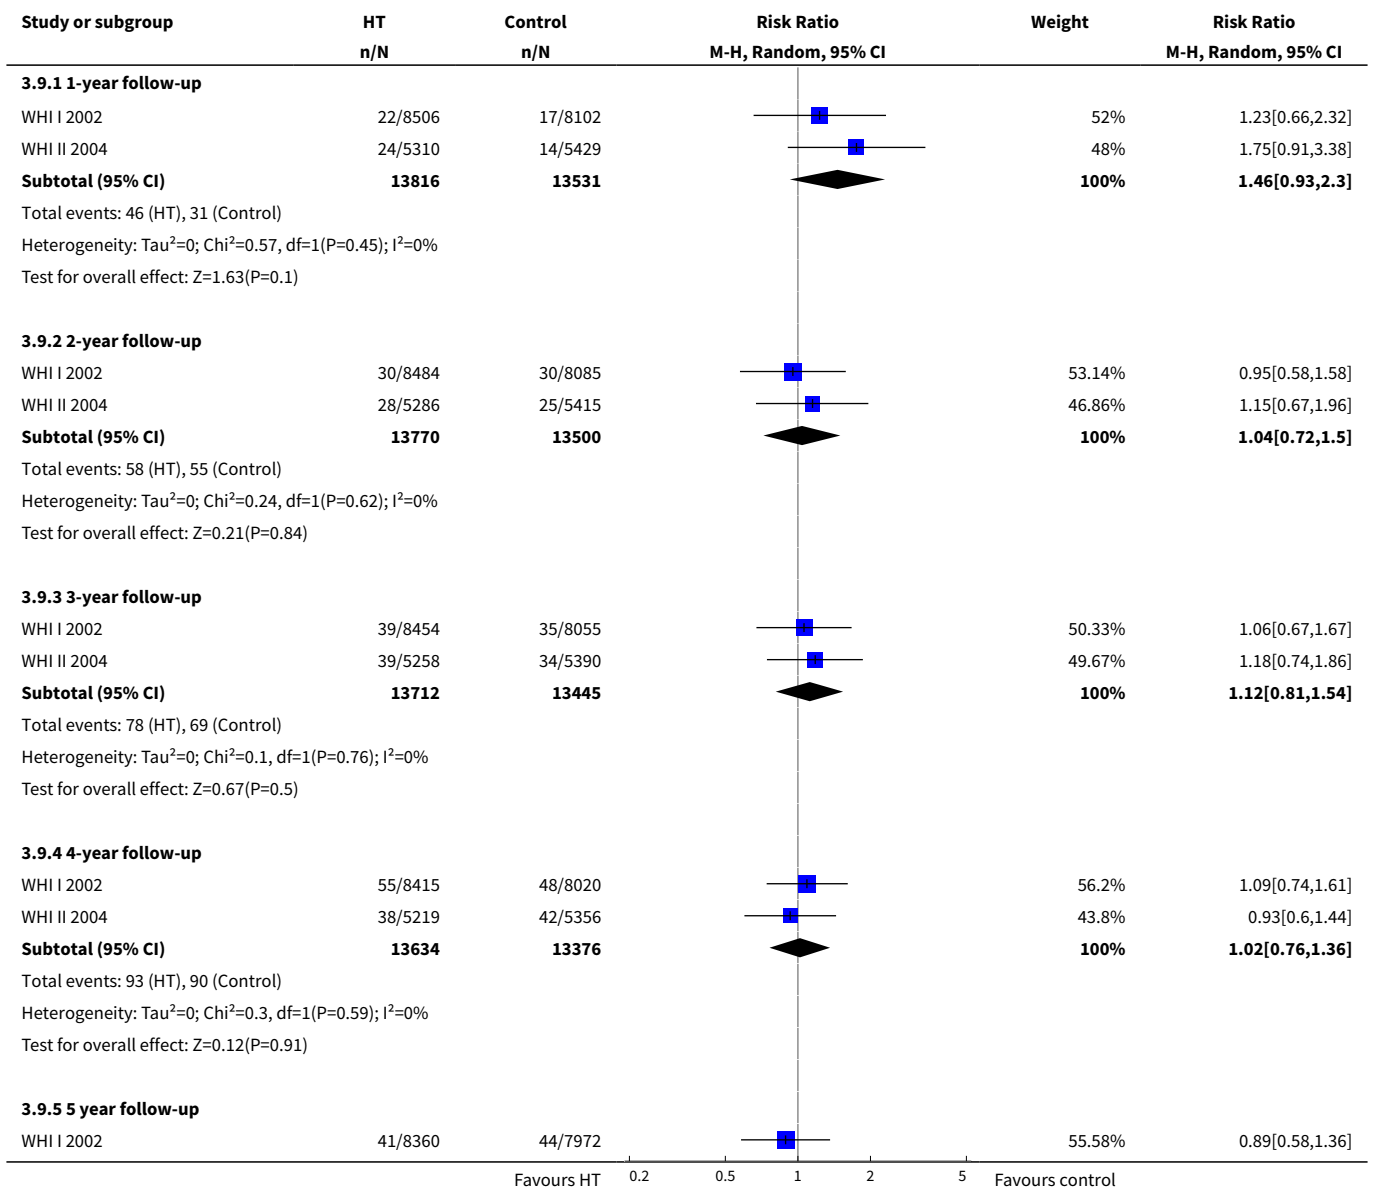 Study or subgroup HT Control Risk Ratio Weight Risk Ratio
n/N n/N M-H, Random, 95% CI M-H, Random, 95% CI
3.9.1 1-year follow-up
WHI I 2002 22/8506 17/8102 52% 1.23[0.66,2.32]
WHI II 2004 24/5310 14/5429 48% 1.75[0.91,3.38]
Subtotal (95% CI) 13816 13531 100% 1.46[0.93,2.3]
Total events: 46 (HT), 31 (Control)
Heterogeneity: Tau²=0; Chi²=0.57, df=1(P=0.45); I²=0%
Test for overall effect: Z=1.63(P=0.1)
3.9.2 2-year follow-up
WHI I 2002 30/8484 30/8085 53.14% 0.95[0.58,1.58]
WHI II 2004 28/5286 25/5415 46.86% 1.15[0.67,1.96]
Subtotal (95% CI) 13770 13500 100% 1.04[0.72,1.5]
Total events: 58 (HT), 55 (Control)
Heterogeneity: Tau²=0; Chi²=0.24, df=1(P=0.62); I²=0%
Test for overall effect: Z=0.21(P=0.84)
3.9.3 3-year follow-up
WHI I 2002 39/8454 35/8055 50.33% 1.06[0.67,1.67]
WHI II 2004 39/5258 34/5390 49.67% 1.18[0.74,1.86]
Subtotal (95% CI) 13712 13445 100% 1.12[0.81,1.54]
Total events: 78 (HT), 69 (Control)
Heterogeneity: Tau²=0; Chi²=0.1, df=1(P=0.76); I²=0%
Test for overall effect: Z=0.67(P=0.5)
3.9.4 4-year follow-up
WHI I 2002 55/8415 48/8020 56.2% 1.09[0.74,1.61]
WHI II 2004 38/5219 42/5356 43.8% 0.93[0.6,1.44]
Subtotal (95% CI) 13634 13376 100% 1.02[0.76,1.36]
Total events: 93 (HT), 90 (Control)
Heterogeneity: Tau²=0; Chi²=0.3, df=1(P=0.59); I²=0%
Test for overall effect: Z=0.12(P=0.91)
3.9.5 5 year follow-up
WHI I 2002 41/8360 44/7972 55.58% 0.89[0.58,1.36]
Favours HT 0.2 0.5 1 2 5 Favours control